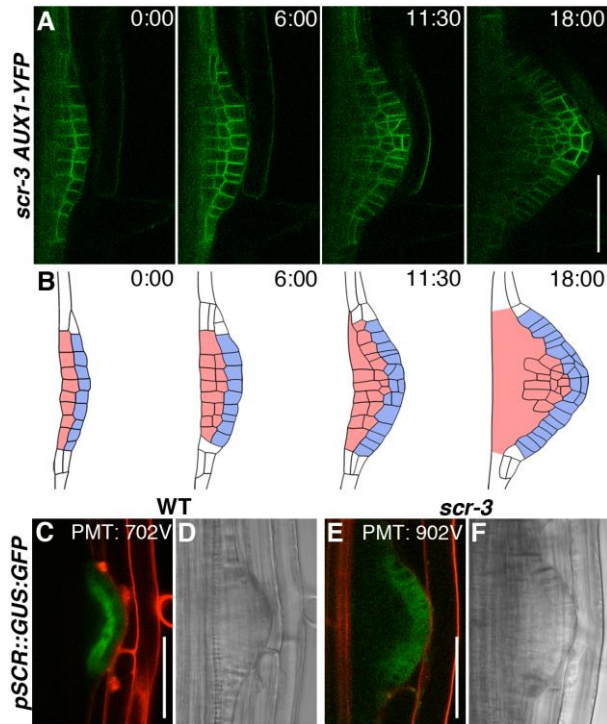 A 0:00 6:00 11:30 18:00
scr-3 AUX1-YFP
B 0:00 6:00 11:30 18:00
WT scr-3
C PMT: 702V D E PMT: 902V F
pSCR::GUS:GFP